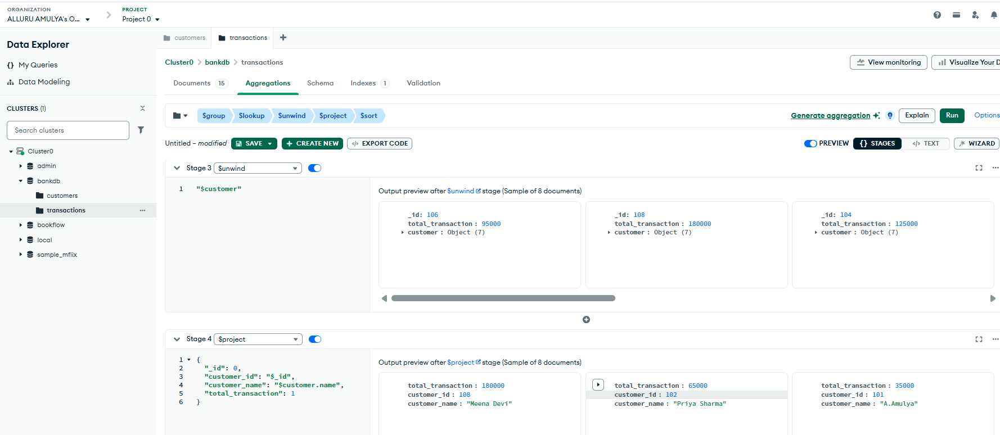 ORGANIZATION
ALLURU AMULYA's O...
PROJECT
Project 0
Data Explorer
My Queries
Data Modeling
CLUSTERS (1)
Search clusters
Cluster0
admin
bankdb
customers
transactions
bookflow
local
sample_mflix
customers
transactions
Cluster0 > bankdb > transactions
View monitoring
Visualize Your D
Documents 15
Aggregations
Schema
Indexes 1
Validation
$group $lookup $unwind $project $sort
Generate aggregation
Explain
Run
Options
Untitled – modified
SAVE
CREATE NEW
EXPORT CODE
PREVIEW
{} STAGES
</> TEXT
WIZARD
Stage 3 $unwind
1 "$customer"
Output preview after $unwind stage (Sample of 8 documents)
_id: 106
total_transaction : 95000
customer : Object (7)
_id: 108
total_transaction : 180000
customer : Object (7)
_id: 104
total_transaction : 125000
customer : Object (7)
Stage 4 $project
1 {
2 "_id": 0,
3 "customer_id": "$_id",
4 "customer_name": "$customer.name",
5 "total_transaction": 1
6 }
Output preview after $project stage (Sample of 8 documents)
total_transaction : 180000
customer_id : 108
customer_name : "Meena Devi"
total_transaction : 65000
customer_id : 102
customer_name : "Priya Sharma"
total_transaction : 35000
customer_id : 101
customer_name : "A.Amulya"